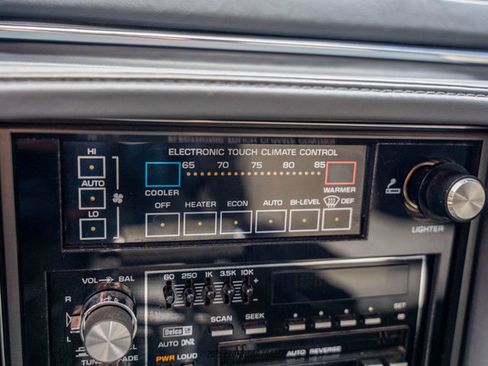 HI
AUTO
LO
ELECTRONIC TOUCH CLIMATE CONTROL
65 70 75 80 85
COOLER
WARMER
OFF HEATER ECON AUTO BI-LEVEL DEF
LIGHTER
VOL BAL
60 250 1K 3.5K 10K
+
-
R
L
SCAN SEEK
SET
Delco GM
AUTO DNR
PWR LOUD
AUTO REVERSE